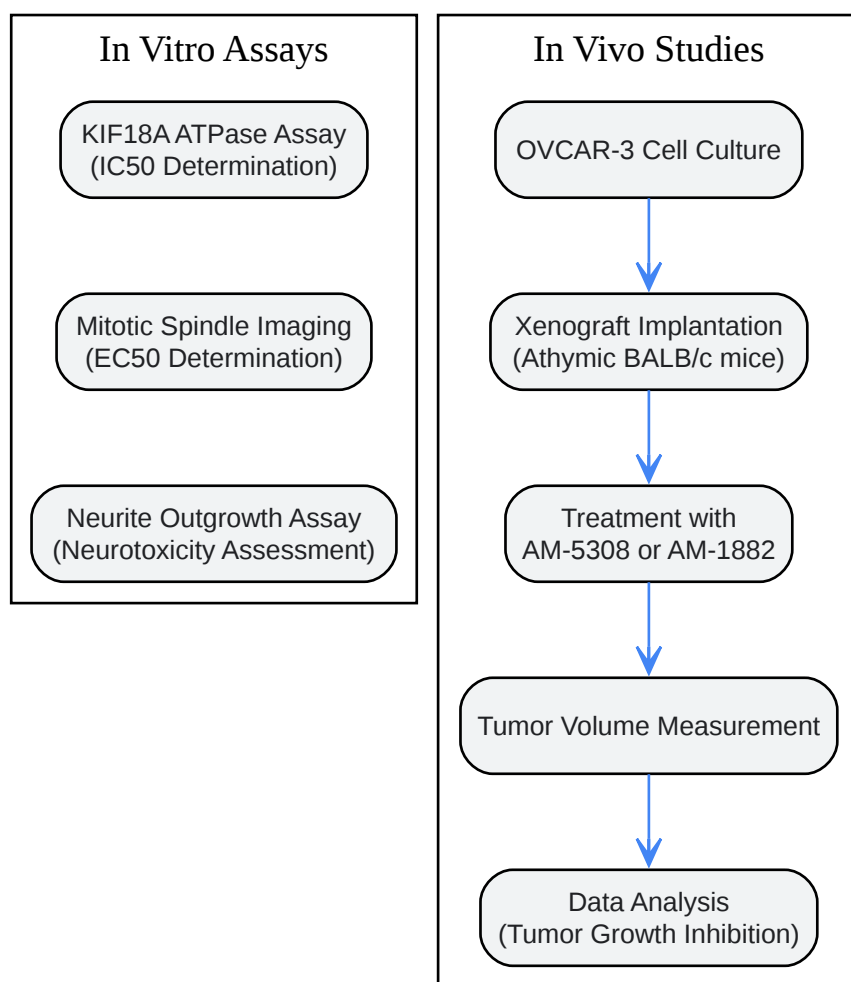 In Vitro Assays
KIF18A ATPase Assay
(IC50 Determination)
Mitotic Spindle Imaging
(EC50 Determination)
Neurite Outgrowth Assay
(Neurotoxicity Assessment)
In Vivo Studies
OVCAR-3 Cell Culture
Xenograft Implantation
(Athymic BALB/c mice)
Treatment with
AM-5308 or AM-1882
Tumor Volume Measurement
Data Analysis
(Tumor Growth Inhibition)